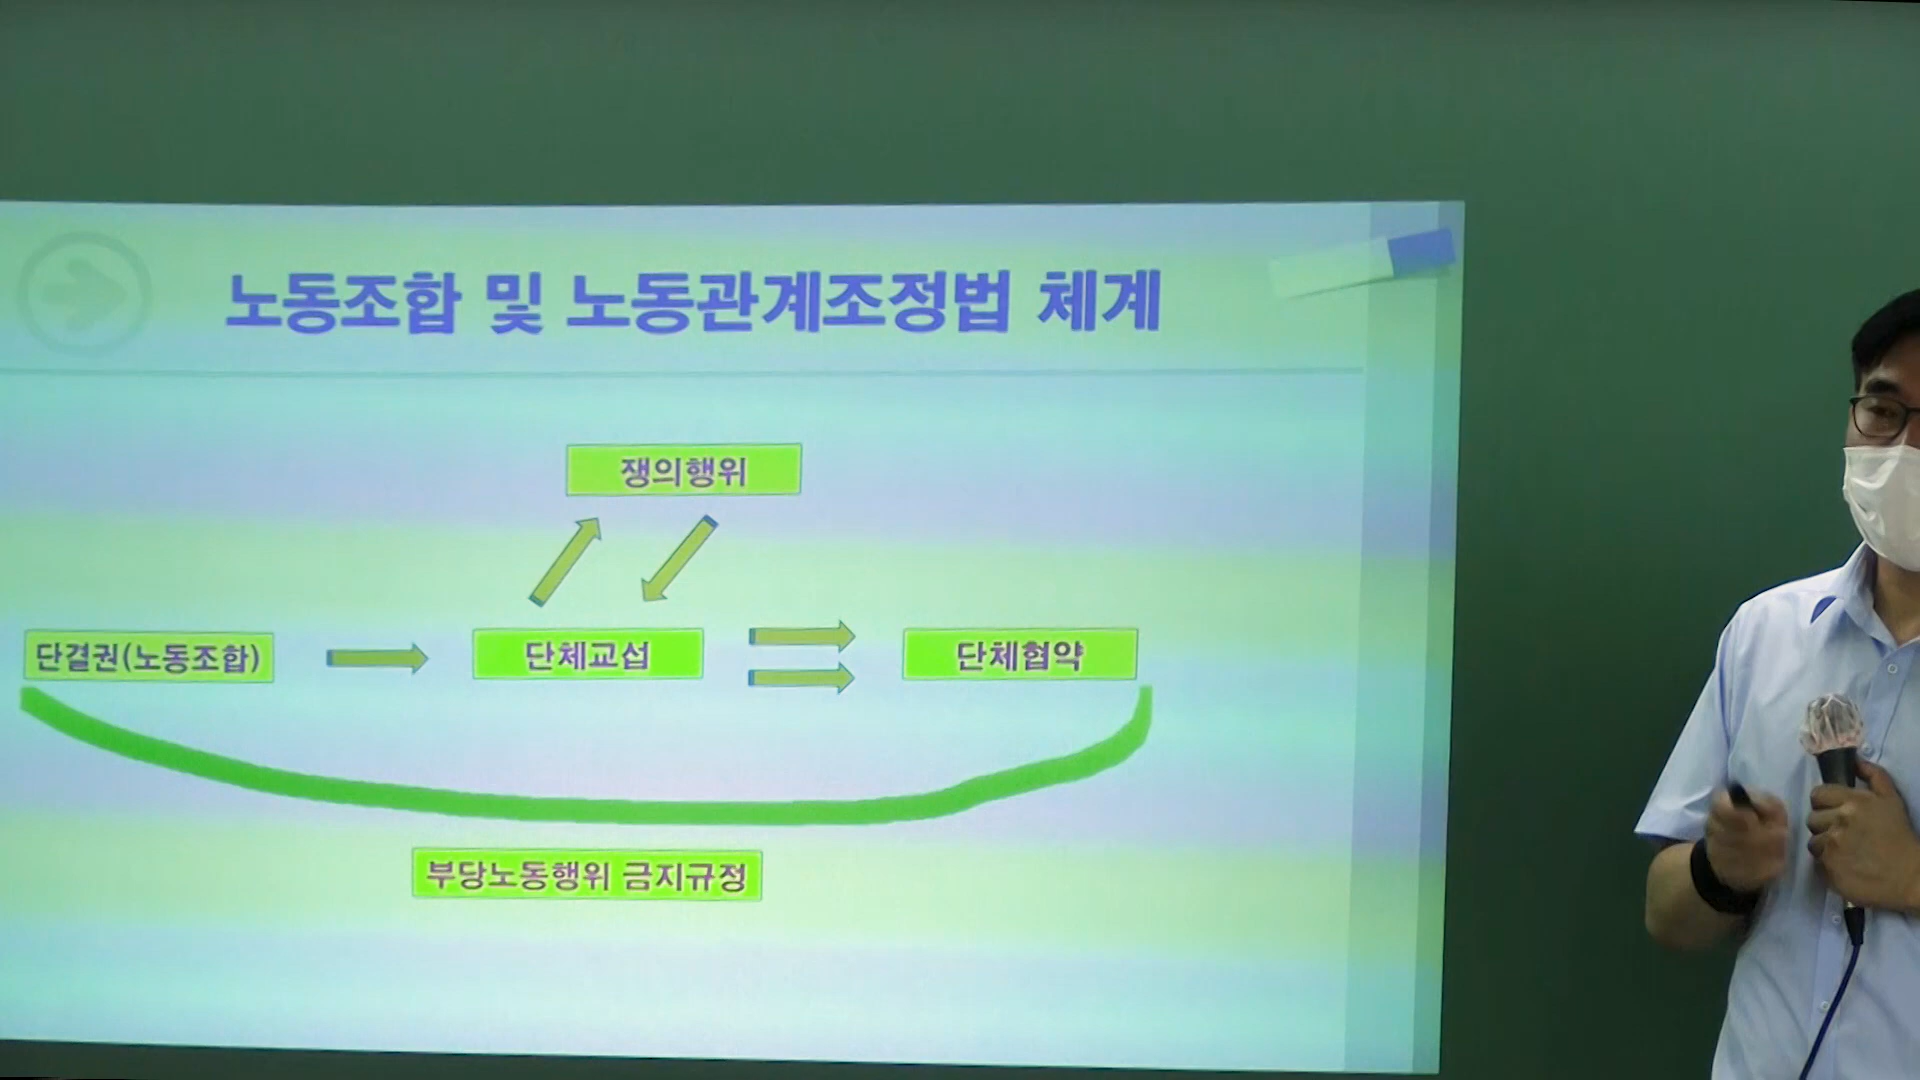 노동조합 및 노동관계조정법 체계
쟁의행위
단결권(노동조합)
단체교섭
단체협약
부당노동행위 금지규정